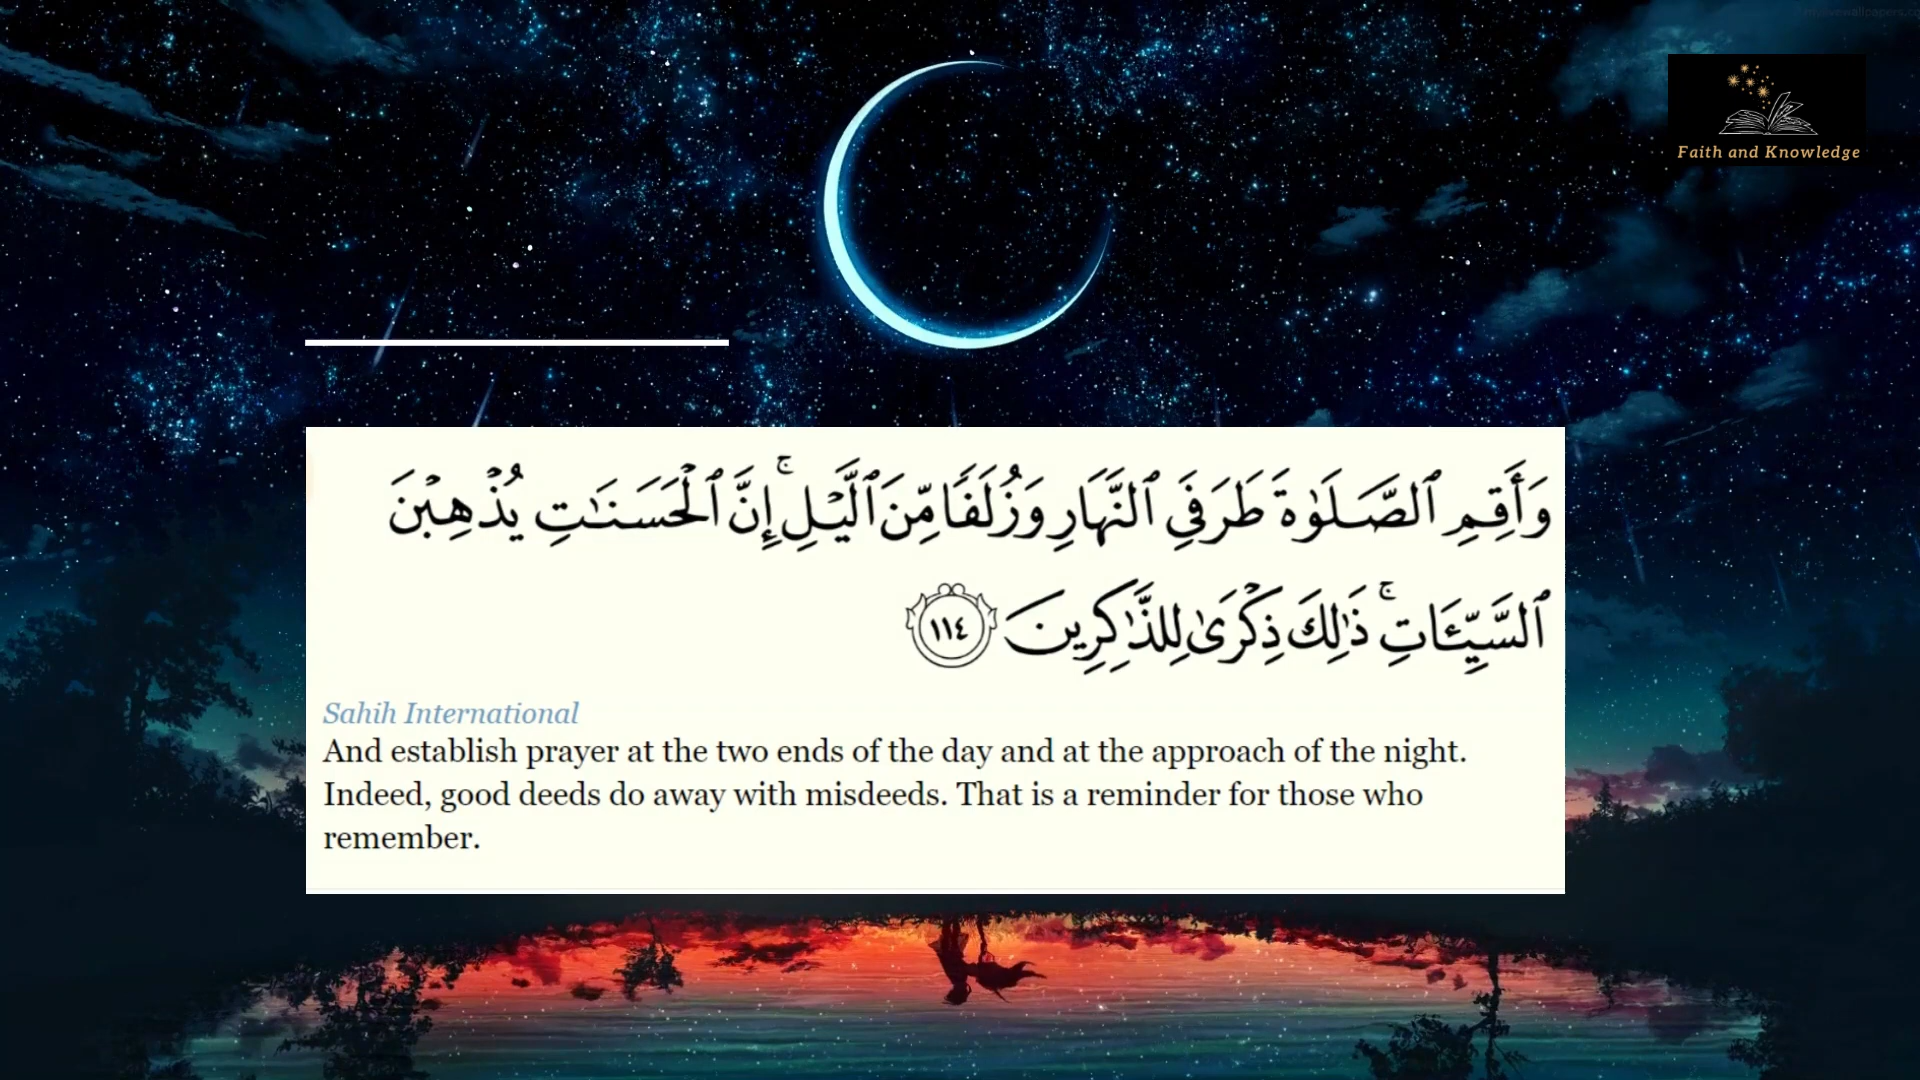 Faith and Knowledge
وَأَقِمِ ٱلصَّلَوٰةَ طَرَفَىِ ٱلنَّهَارِ وَزُلَفًا مِّنَ ٱلَّيْلِ ۚ إِنَّ ٱلْحَسَنَـٰتِ يُذْهِبْنَ
ٱلسَّيِّـَٔاتِ ۚ ذَٰلِكَ ذِكْرَىٰ لِلذَّٰكِرِينَ ١١٤
Sahih International
And establish prayer at the two ends of the day and at the approach of the night.
Indeed, good deeds do away with misdeeds. That is a reminder for those who
remember.